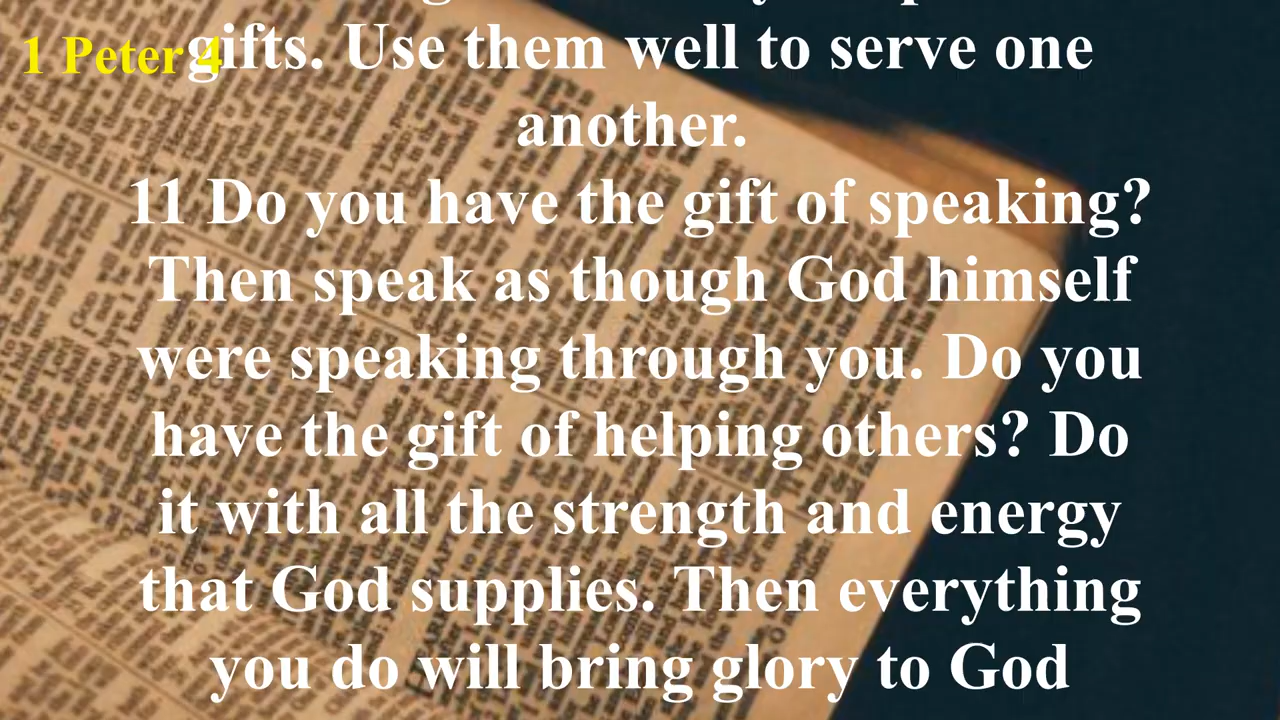 1 Peter 4
gifts. Use them well to serve one
another.
11 Do you have the gift of speaking?
Then speak as though God himself
were speaking through you. Do you
have the gift of helping others? Do
it with all the strength and energy
that God supplies. Then everything
you do will bring glory to God